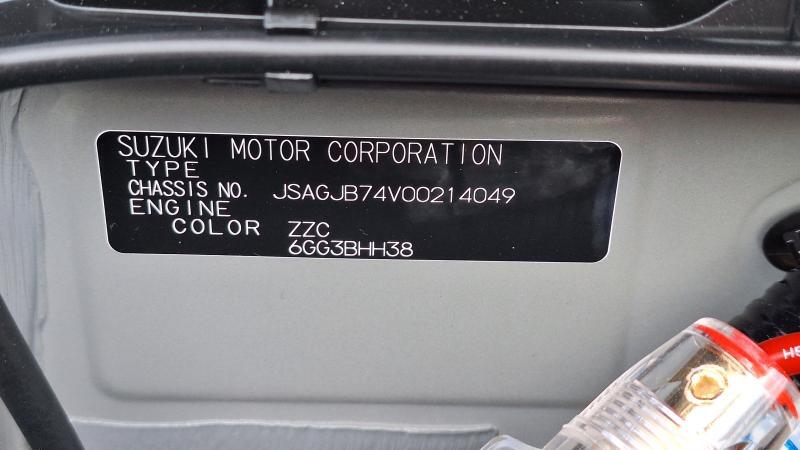 SUZUKI MOTOR CORPORATION
TYPE
CHASSIS NO. JSAGJB74V00214049
ENGINE
COLOR ZZC
6GG3BHH38